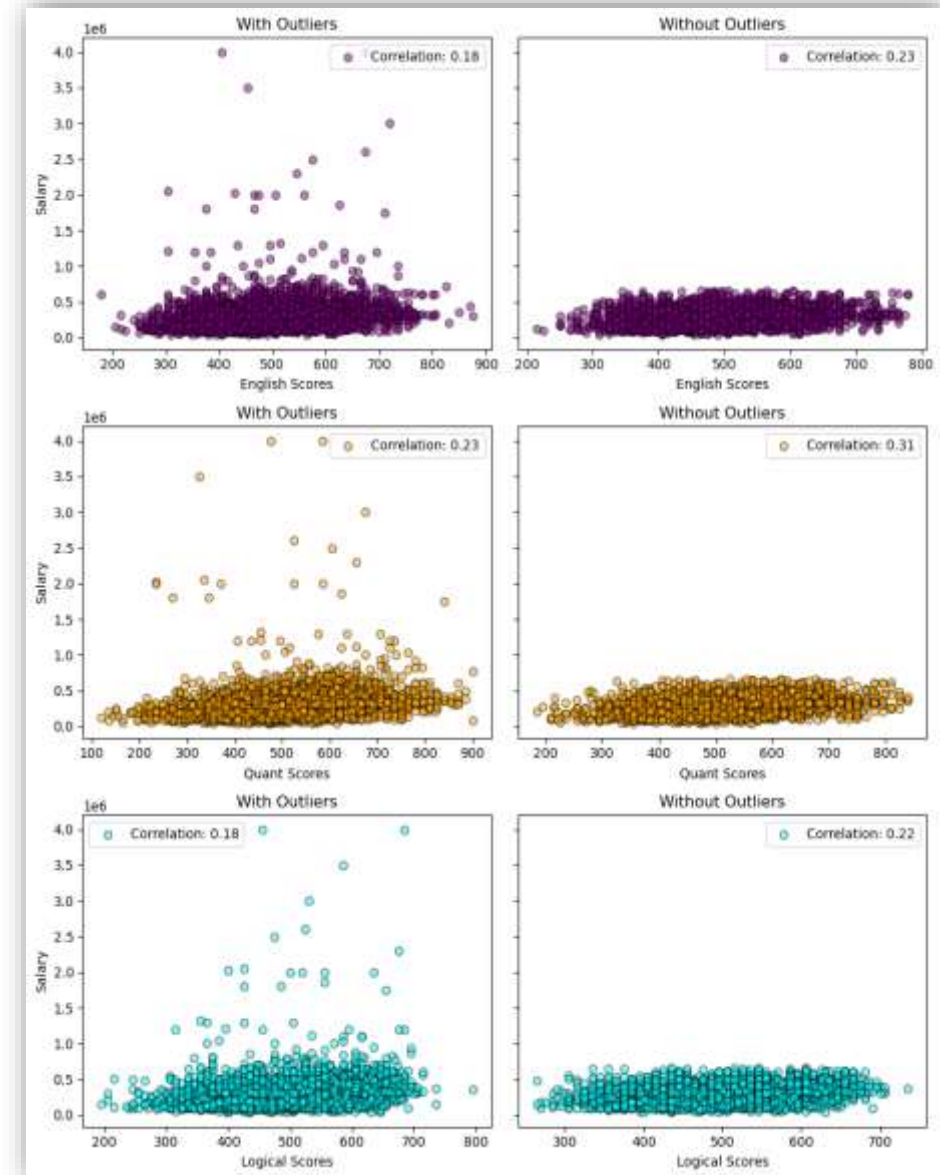 With Outliers
Without Outliers
1e6
Correlation: 0.18
Correlation: 0.23
4.0
3.5
3.0
2.5
2.0
1.5
1.0
0.5
0.0
Salary
200 300 400 500 600 700 800 900
200 300 400 500 600 700 800
English Scores
English Scores
With Outliers
Without Outliers
1e6
Correlation: 0.23
Correlation: 0.31
4.0
3.5
3.0
2.5
2.0
1.5
1.0
0.5
0.0
Salary
100 200 300 400 500 600 700 800 900
200 300 400 500 600 700 800
Quant Scores
Quant Scores
With Outliers
Without Outliers
1e6
Correlation: 0.18
Correlation: 0.22
4.0
3.5
3.0
2.5
2.0
1.5
1.0
0.5
0.0
Salary
200 300 400 500 600 700 800
300 400 500 600 700
Logical Scores
Logical Scores